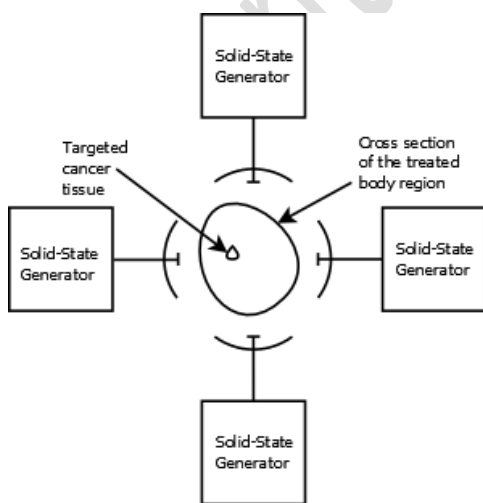 Solid-State
Generator
Targeted
cancer
tissue
Cross section
of the treated
body region
Solid-State
Generator
Solid-State
Generator
Solid-State
Generator